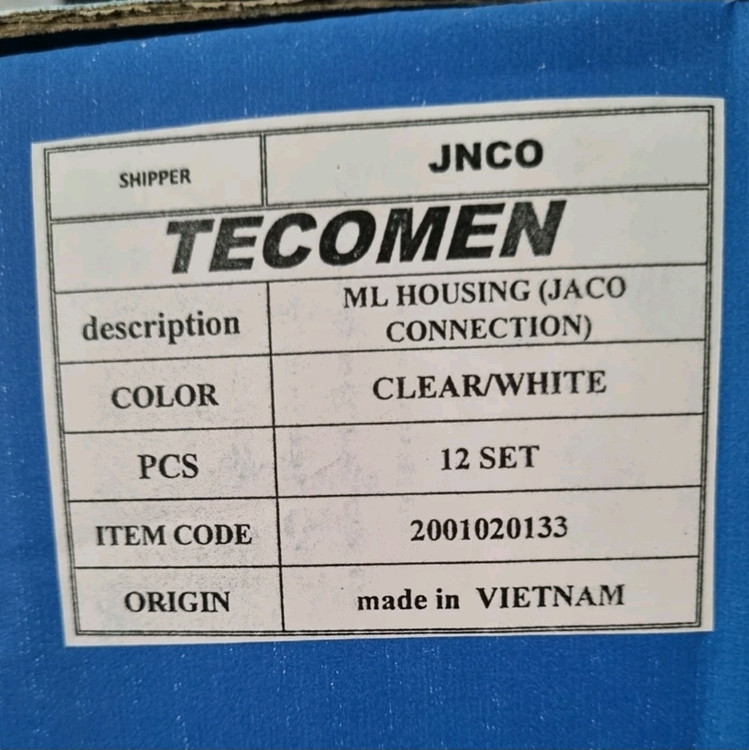 SHIPPER JNCO
TECOMEN
description ML HOUSING (JACO
CONNECTION)
COLOR CLEAR/WHITE
PCS 12 SET
ITEM CODE 2001020133
ORIGIN made in VIETNAM